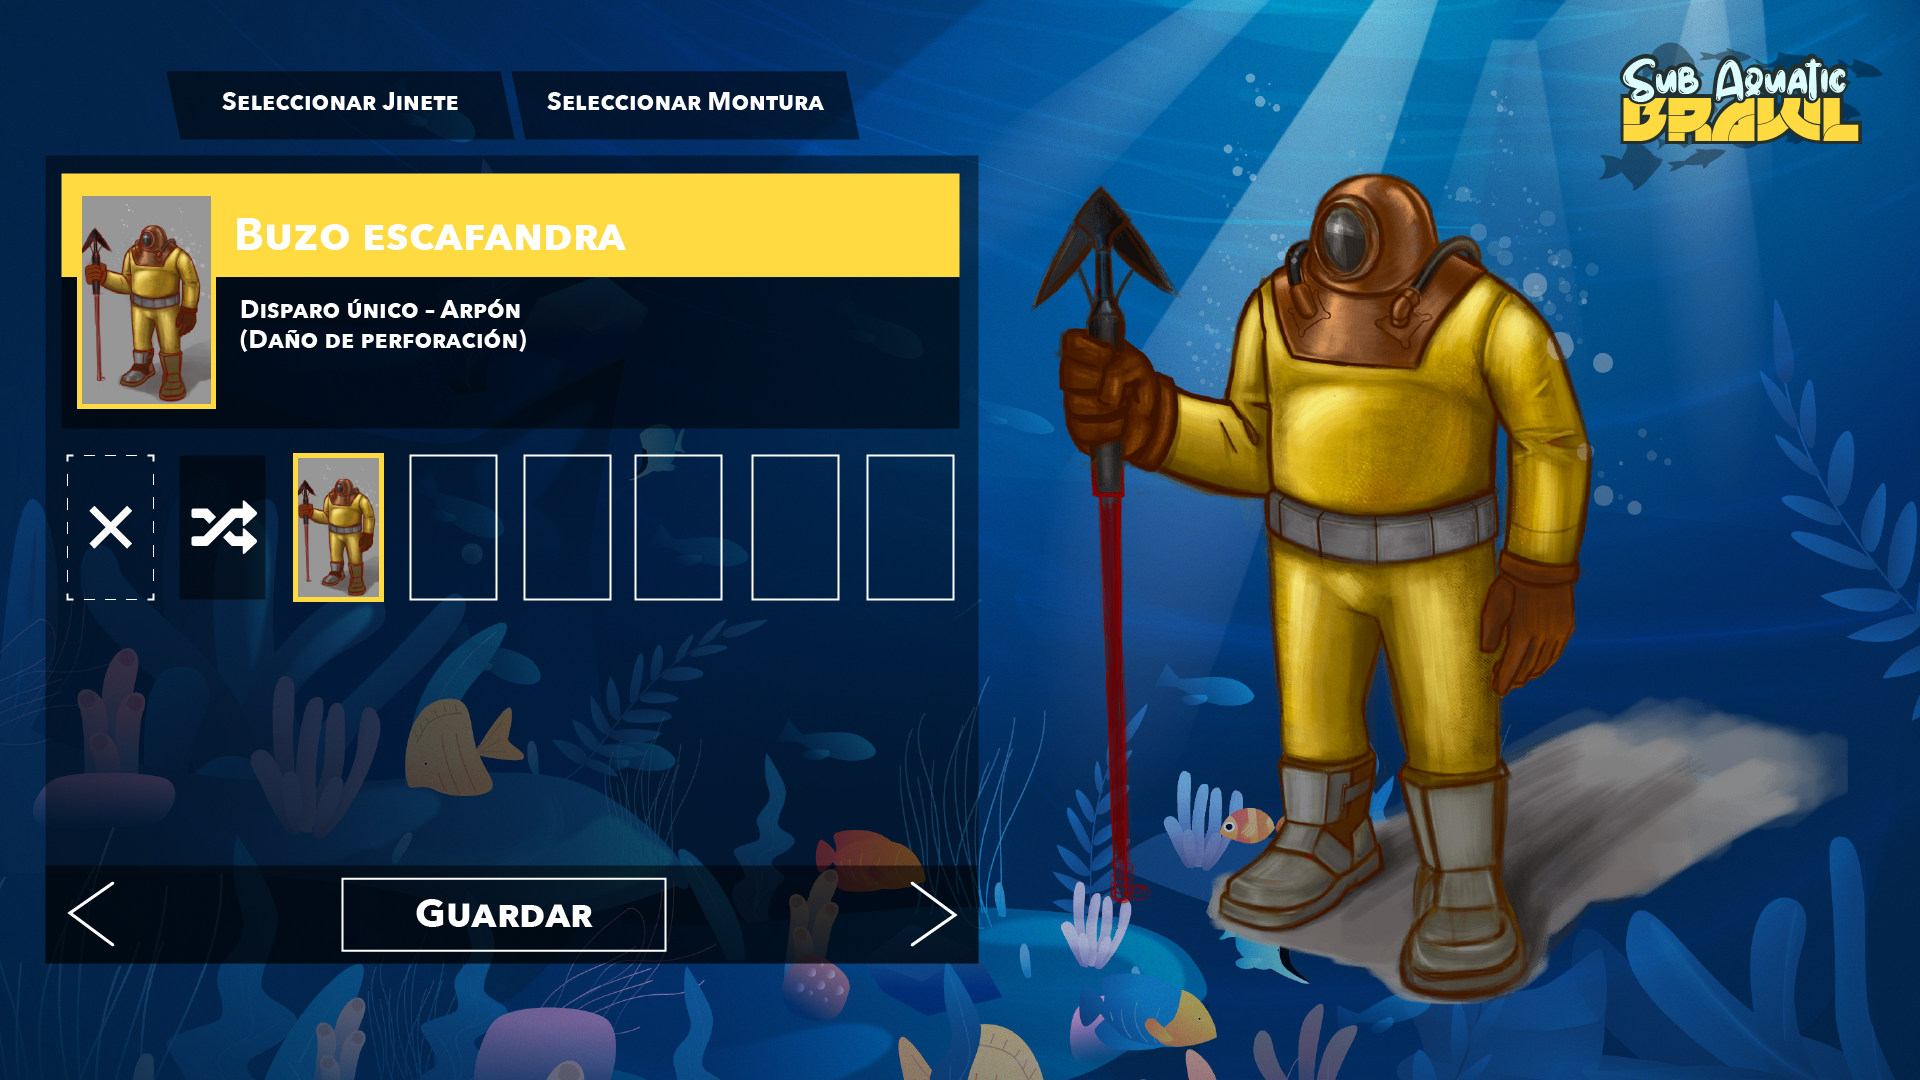 Seleccionar Jinete
Seleccionar Montura
Sub Aquatic
BRAWL
Buzo escafandra
Disparo único – Arpón
(Daño de perforación)
Guardar